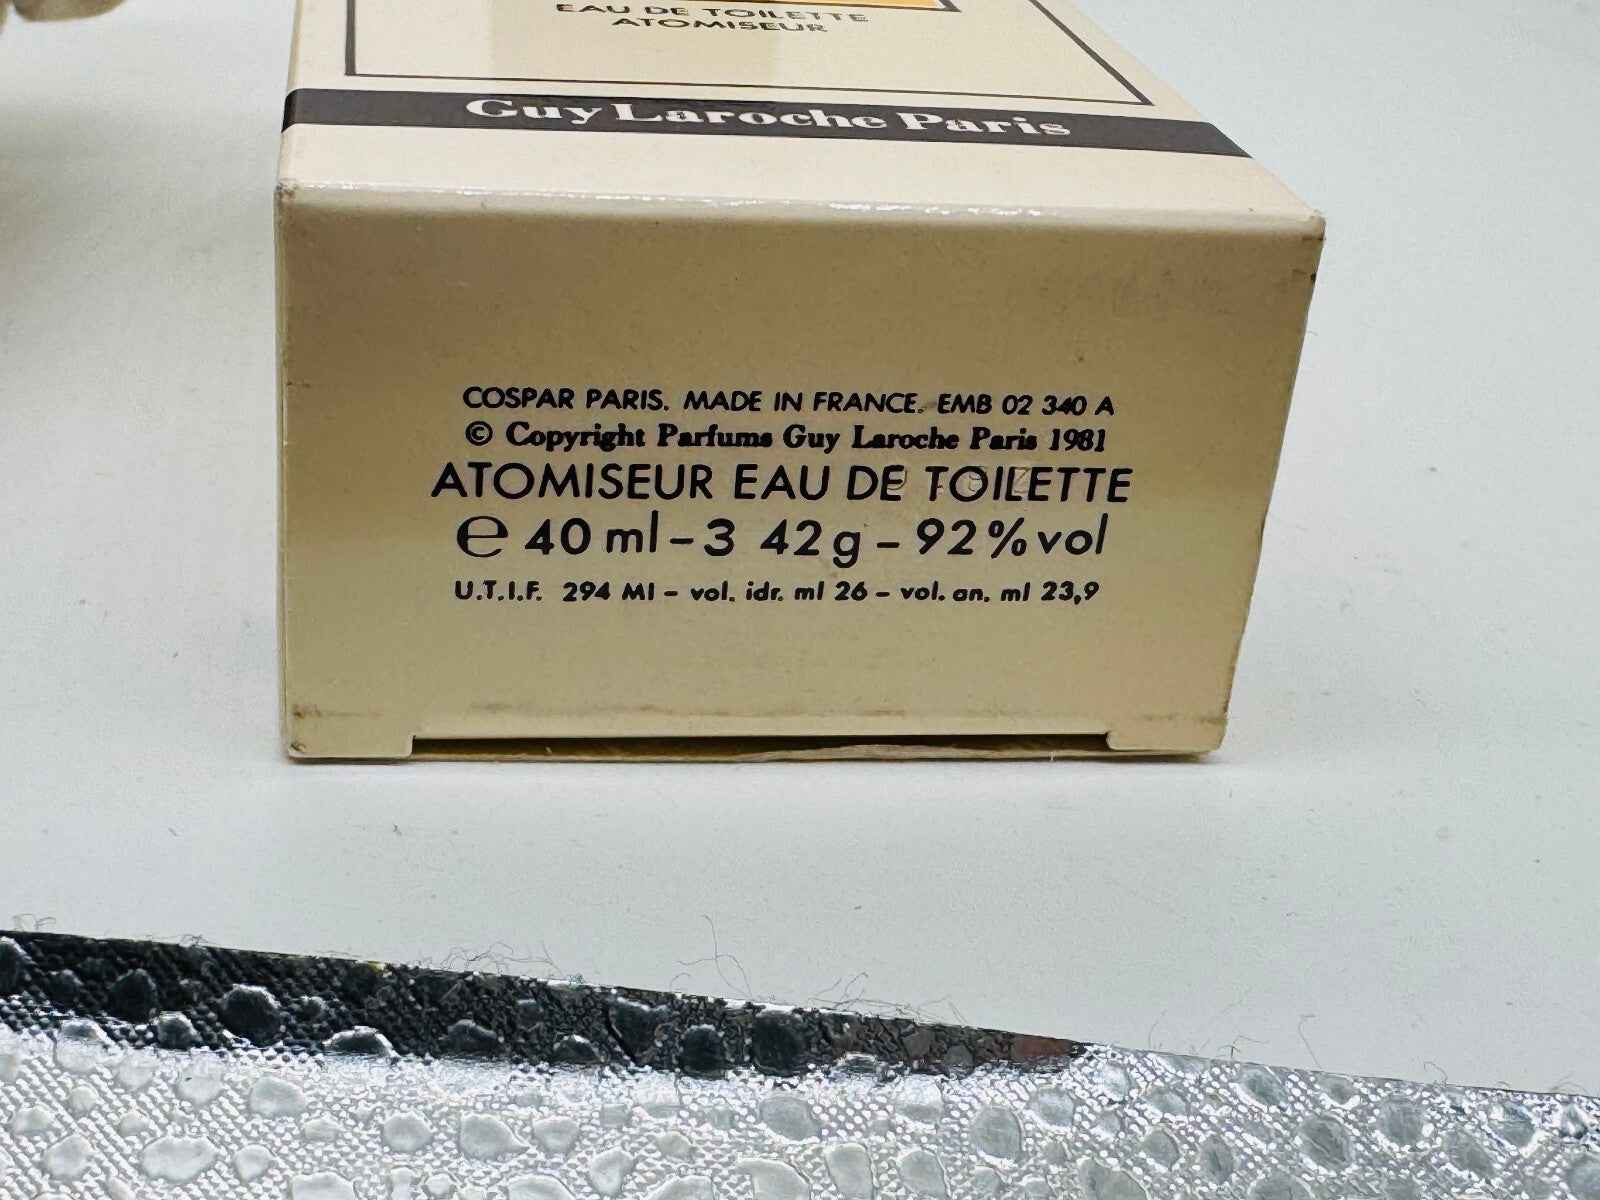 EAU DE TOILETTE
ATOMISEUR
Guy Laroche Paris
COSPAR PARIS. MADE IN FRANCE. EMB 02 340 A
© Copyright Parfums Guy Laroche Paris 1981
ATOMISEUR EAU DE TOILETTE
℮ 40 ml – 3 42g – 92% vol
U.T.I.F. 294 MI – vol. idr. ml 26 – vol. an. ml 23,9